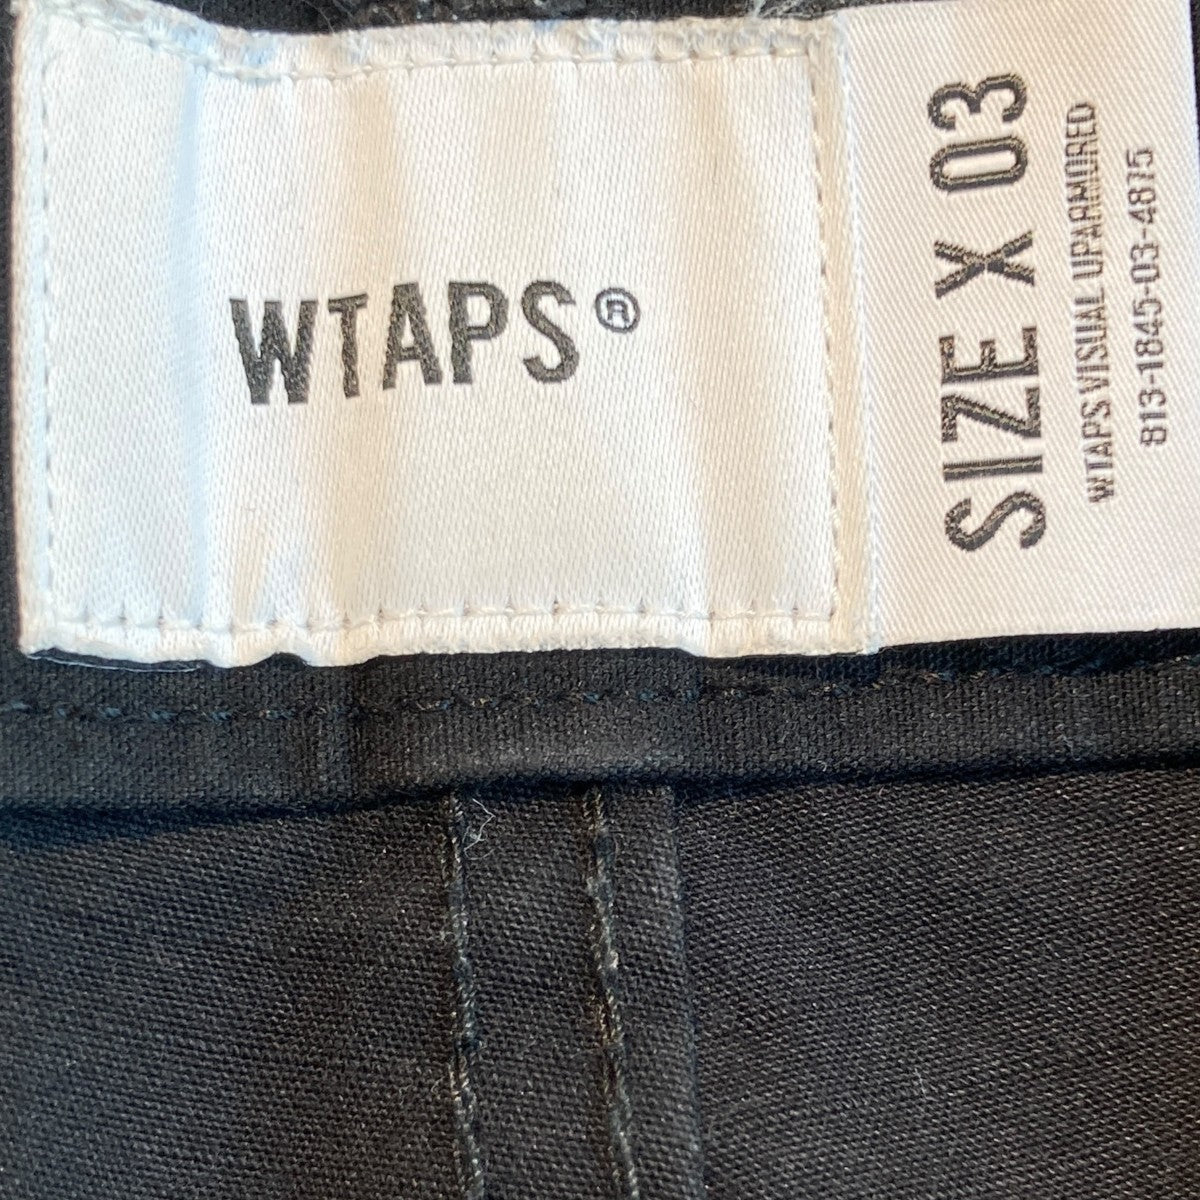 WTAPS®
SIZE X 03
WTAPS VISUAL UPARMORED
813-1845-03-4875